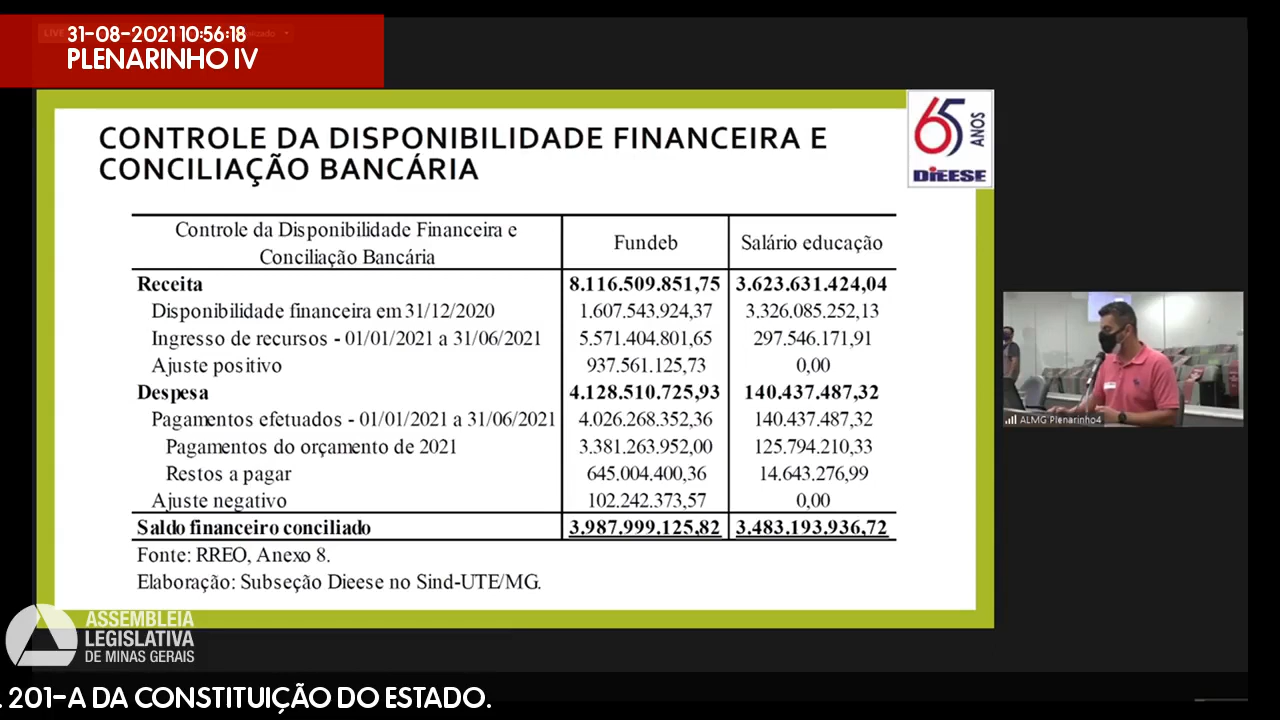 31-08-2021 10:56:18
PLENARINHO IV
LIVE
65
ANOS
DIEESE
CONTROLE DA DISPONIBILIDADE FINANCEIRA E
CONCILIAÇÃO BANCÁRIA
Controle da Disponibilidade Financeira e
Conciliação Bancária
Fundeb
Salário educação
Receita 8.116.509.851,75 3.623.631.424,04
Disponibilidade financeira em 31/12/2020 1.607.543.924,37 3.326.085.252,13
Ingresso de recursos - 01/01/2021 a 31/06/2021 5.571.404.801,65 297.546.171,91
Ajuste positivo 937.561.125,73 0,00
Despesa 4.128.510.725,93 140.437.487,32
Pagamentos efetuados - 01/01/2021 a 31/06/2021 4.026.268.352,36 140.437.487,32
Pagamentos do orçamento de 2021 3.381.263.952,00 125.794.210,33
Restos a pagar 645.004.400,36 14.643.276,99
Ajuste negativo 102.242.373,57 0,00
Saldo financeiro conciliado 3.987.999.125,82 3.483.193.936,72
Fonte: RREO, Anexo 8.
Elaboração: Subseção Dieese no Sind-UTE/MG.
ALMG Plenarinho4
ASSEMBLEIA
LEGISLATIVA
DE MINAS GERAIS
. 201-A DA CONSTITUIÇÃO DO ESTADO.